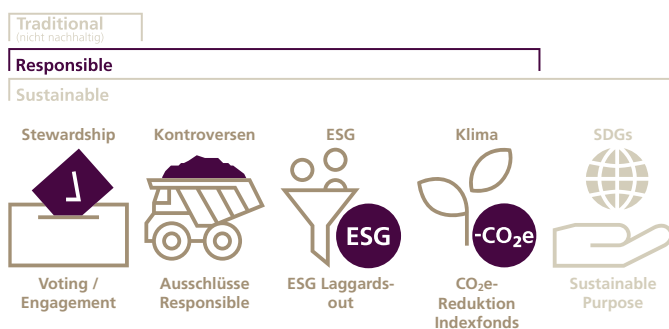 Traditional
(nicht nachhaltig)
Responsible
Sustainable
Stewardship
Kontroversen
ESG
Klima
SDGs
ESG
-CO₂e
Voting /
Engagement
Ausschlüsse
Responsible
ESG Laggards-
out
CO₂e-
Reduktion
Indexfonds
Sustainable
Purpose